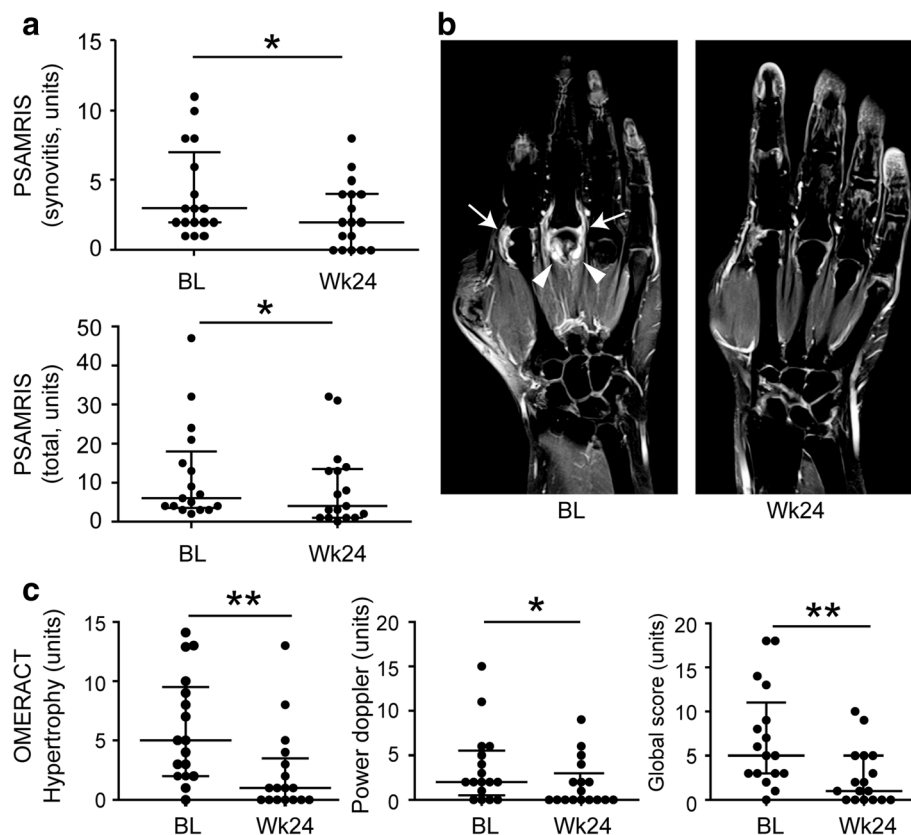 a
PSAMRIS
(synovitis, units)
15
10
5
0
*
BL
Wk24
PSAMRIS
(total, units)
50
40
30
20
10
0
*
BL
Wk24
b
BL
Wk24
c
OMERACT
Hypertrophy (units)
15
10
5
0
**
BL
Wk24
Power doppler (units)
20
15
10
5
0
*
BL
Wk24
Global score (units)
20
15
10
5
0
**
BL
Wk24